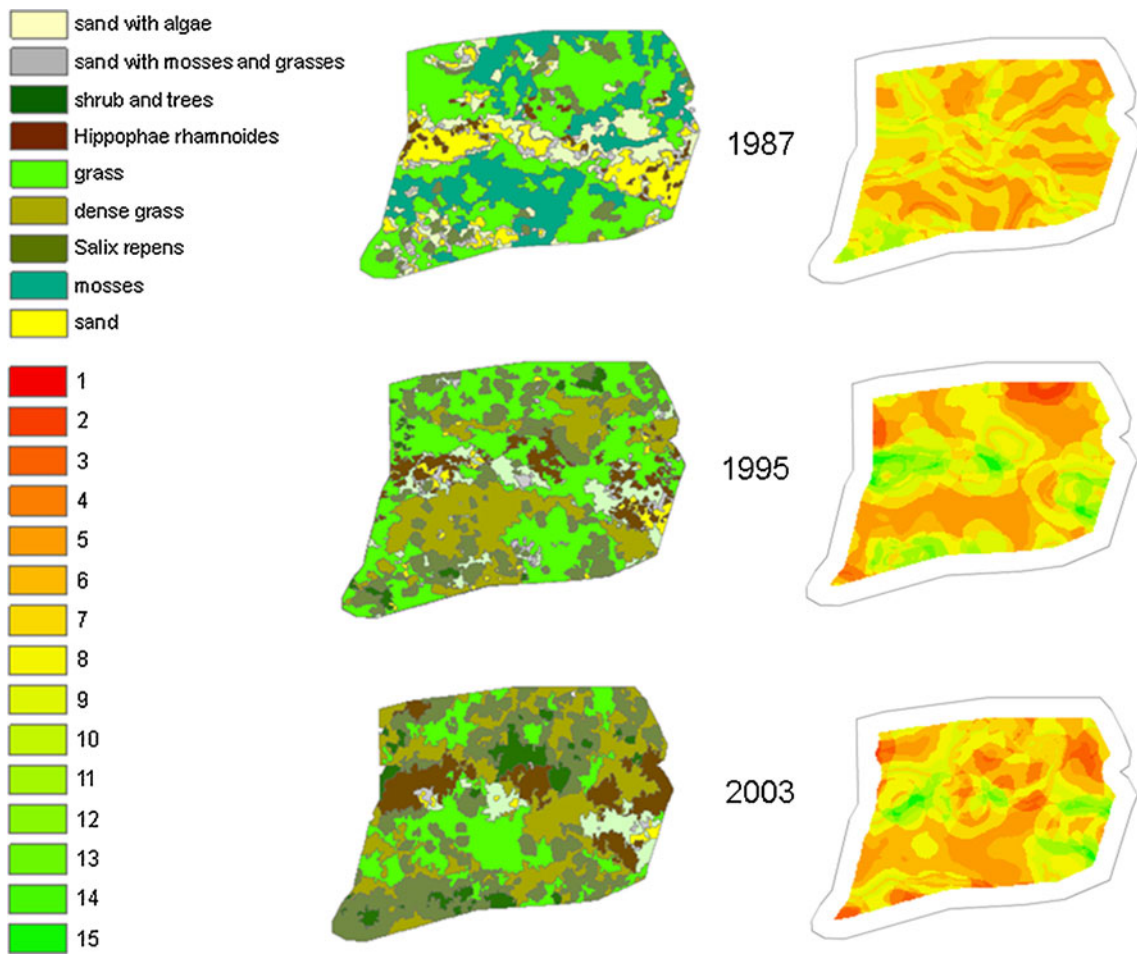 sand with algae
sand with mosses and grasses
shrub and trees
Hippophae rhamnoides
grass
dense grass
Salix repens
mosses
sand
1
2
3
4
5
6
7
8
9
10
11
12
13
14
15
1987
1995
2003